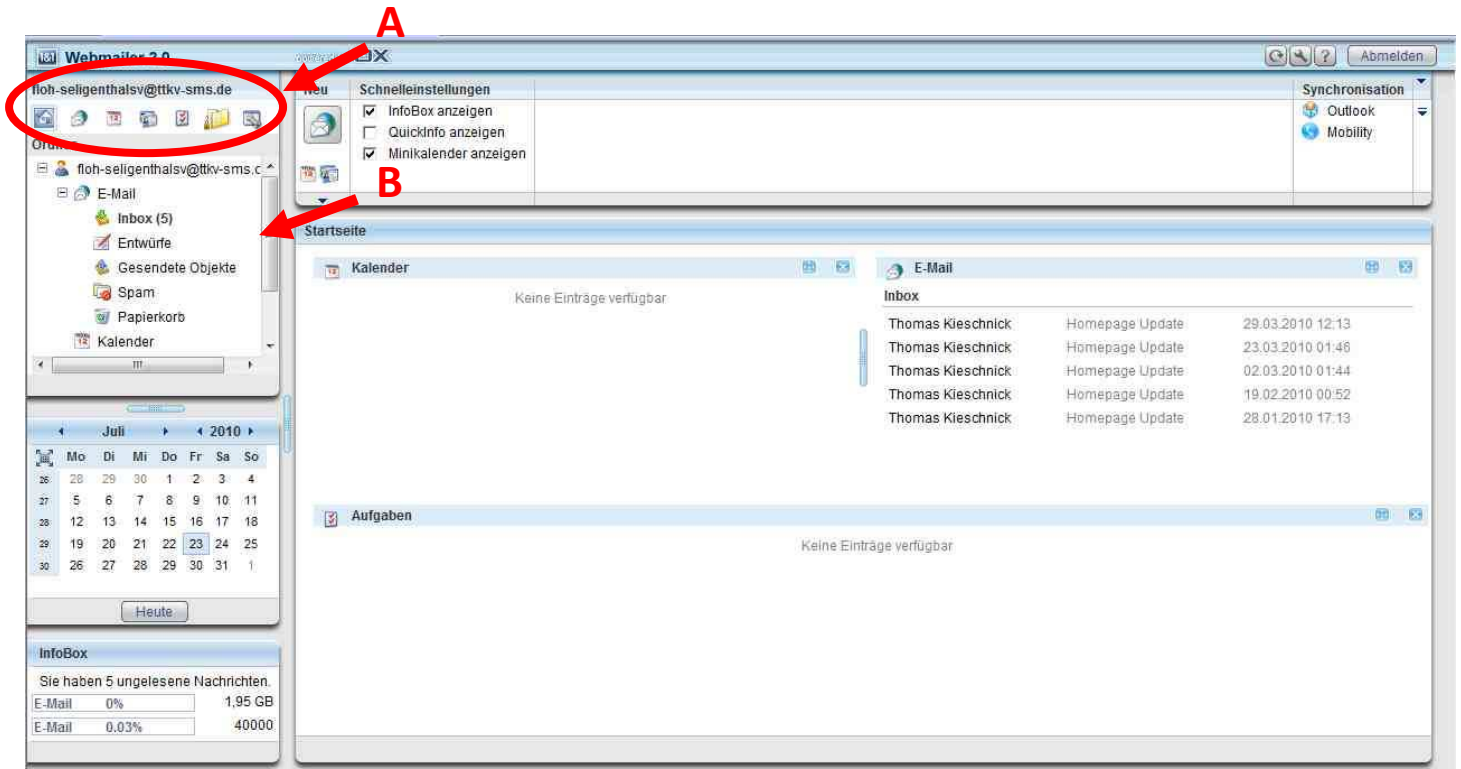 A
Webmailer 2.0
Abmelden
floh-seligenthalsv@ttkv-sms.de
Neu
Schnelleinstellungen
InfoBox anzeigen
QuickInfo anzeigen
Minikalender anzeigen
Synchronisation
Outlook
Mobility
Ordner
floh-seligenthalsv@ttkv-sms.c
E-Mail
Inbox (5)
Entwürfe
Gesendete Objekte
Spam
Papierkorb
Kalender
B
Startseite
Kalender
Keine Einträge verfügbar
E-Mail
Inbox
Thomas Kieschnick Homepage Update 29.03.2010 12:13
Thomas Kieschnick Homepage Update 23.03.2010 01:46
Thomas Kieschnick Homepage Update 02.03.2010 01:44
Thomas Kieschnick Homepage Update 19.02.2010 00:52
Thomas Kieschnick Homepage Update 28.01.2010 17:13
Aufgaben
Keine Einträge verfügbar
Juli 2010
Mo Di Mi Do Fr Sa So
26 28 29 30 1 2 3 4
27 5 6 7 8 9 10 11
28 12 13 14 15 16 17 18
29 19 20 21 22 23 24 25
30 26 27 28 29 30 31 1
Heute
InfoBox
Sie haben 5 ungelesene Nachrichten.
E-Mail 0% 1,95 GB
E-Mail 0.03% 40000